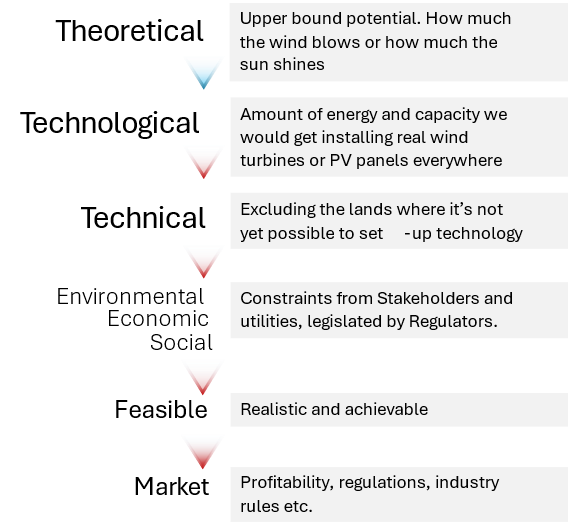 Theoretical
Upper bound potential. How much
the wind blows or how much the
sun shines
Technological
Amount of energy and capacity we
would get installing real wind
turbines or PV panels everywhere
Technical
Excluding the lands where it’s not
yet possible to set -up technology
Environmental
Economic
Social
Constraints from Stakeholders and
utilities, legislated by Regulators.
Feasible
Realistic and achievable
Market
Profitability, regulations, industry
rules etc.